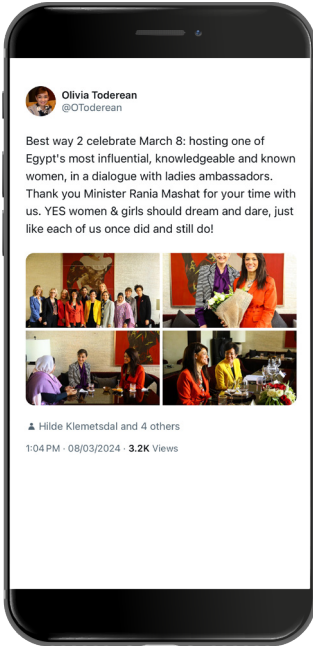 Olivia Toderean
@OToderean
Best way 2 celebrate March 8: hosting one of
Egypt's most influential, knowledgeable and known
women, in a dialogue with ladies ambassadors.
Thank you Minister Rania Mashat for your time with
us. YES women & girls should dream and dare, just
like each of us once did and still do!
Hilde Klemetsdal and 4 others
1:04 PM · 08/03/2024 · 3.2K Views